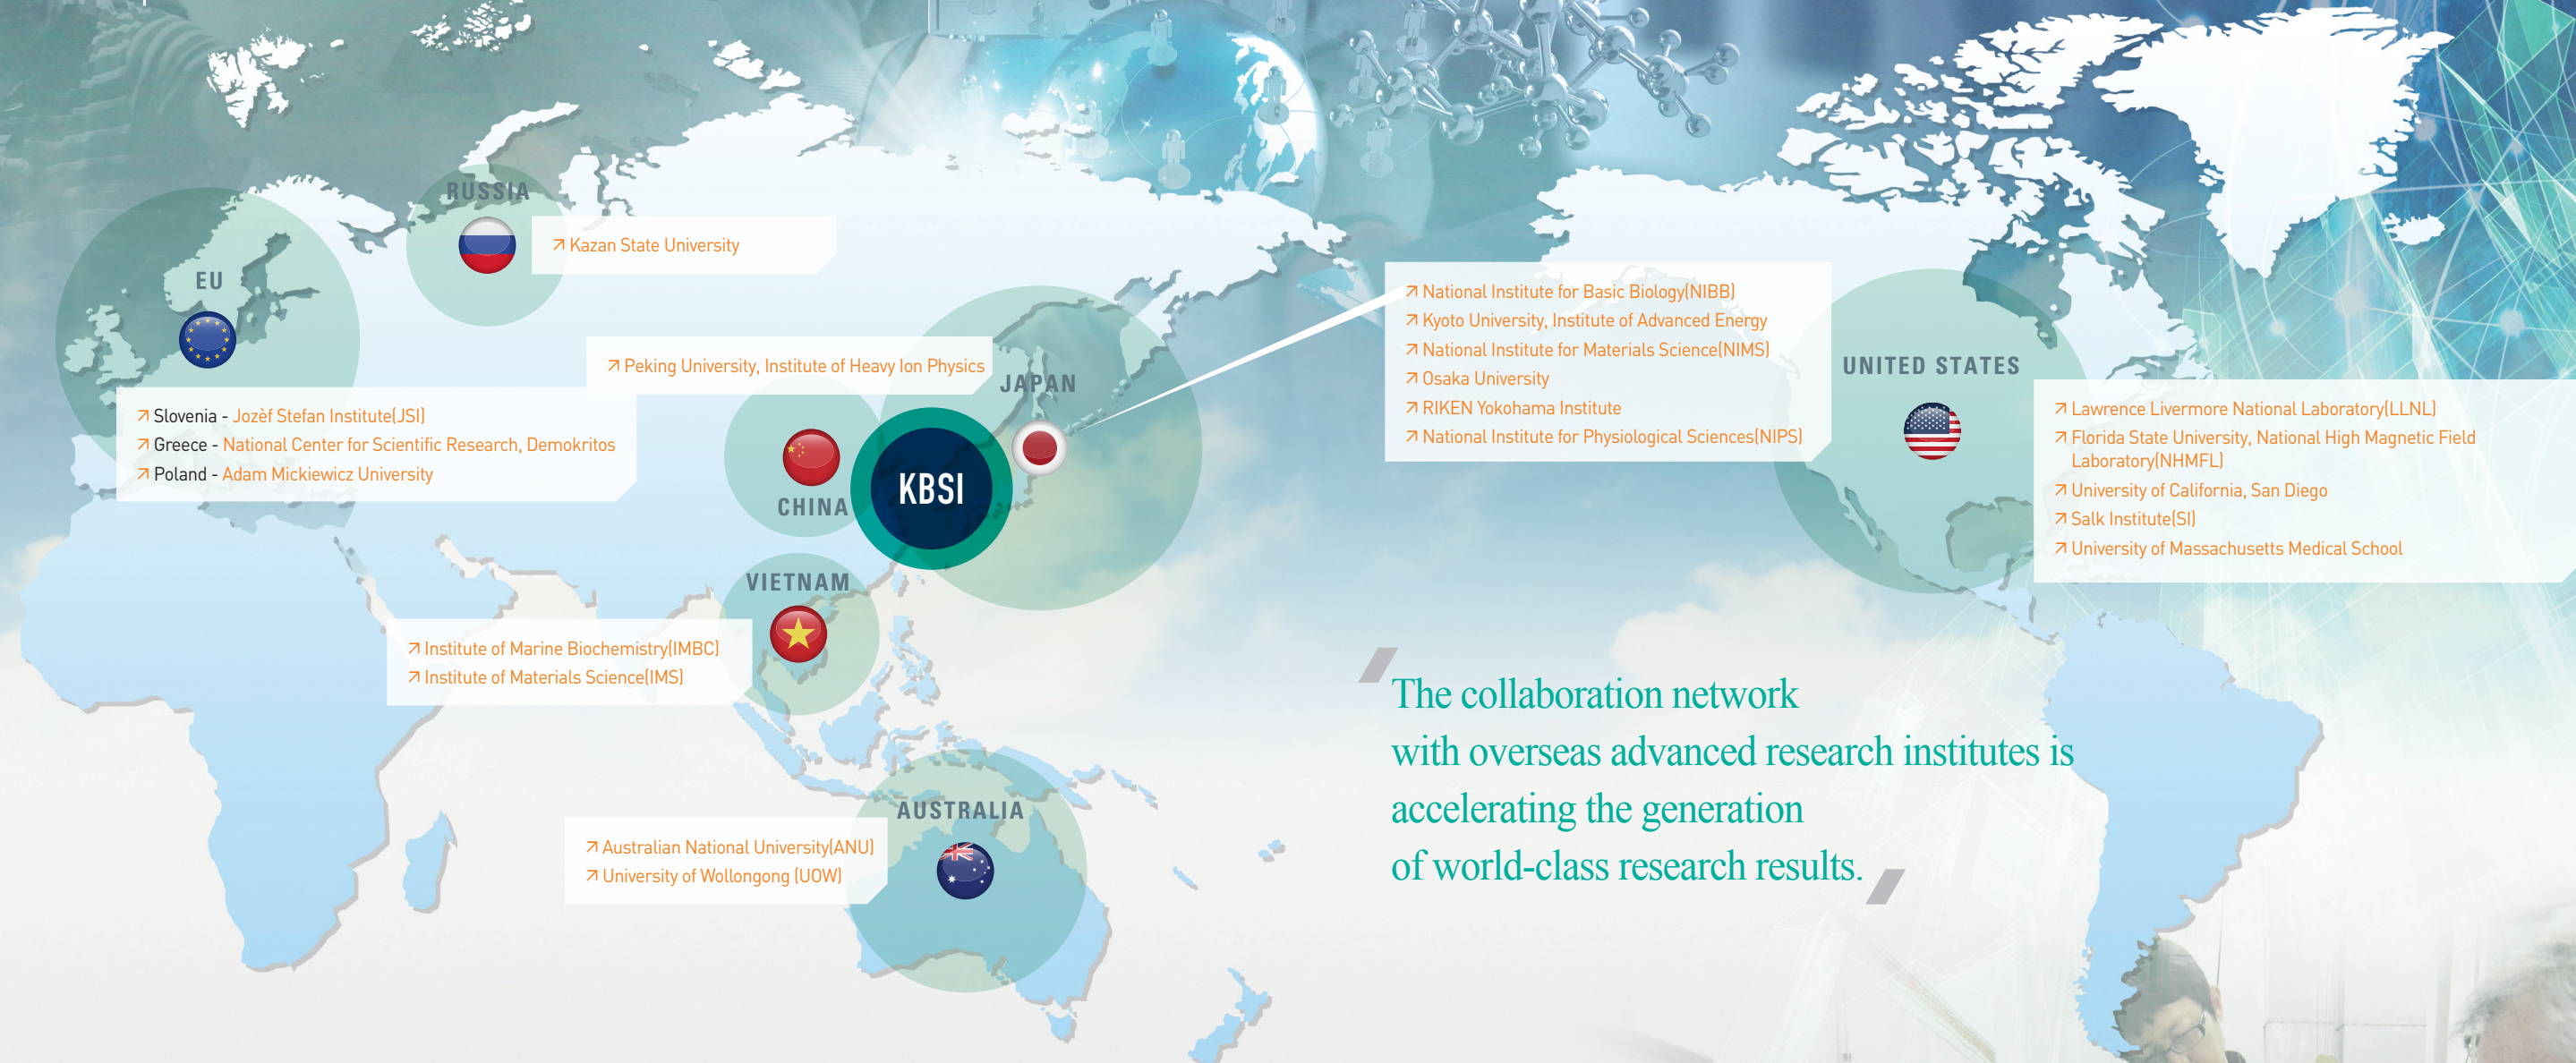 RUSSIA
Kazan State University
EU
Slovenia - Jozèf Stefan Institute(JSI)
Greece - National Center for Scientific Research, Demokritos
Poland - Adam Mickiewicz University
Peking University, Institute of Heavy Ion Physics
CHINA
KBSI
JAPAN
National Institute for Basic Biology(NIBB)
Kyoto University, Institute of Advanced Energy
National Institute for Materials Science(NIMS)
Osaka University
RIKEN Yokohama Institute
National Institute for Physiological Sciences(NIPS)
UNITED STATES
Lawrence Livermore National Laboratory(LLNL)
Florida State University, National High Magnetic Field
Laboratory(NHMFL)
University of California, San Diego
Salk Institute(SI)
University of Massachusetts Medical School
VIETNAM
Institute of Marine Biochemistry(IMBC)
Institute of Materials Science(IMS)
AUSTRALIA
Australian National University(ANU)
University of Wollongong (UOW)
The collaboration network
with overseas advanced research institutes is
accelerating the generation
of world-class research results.